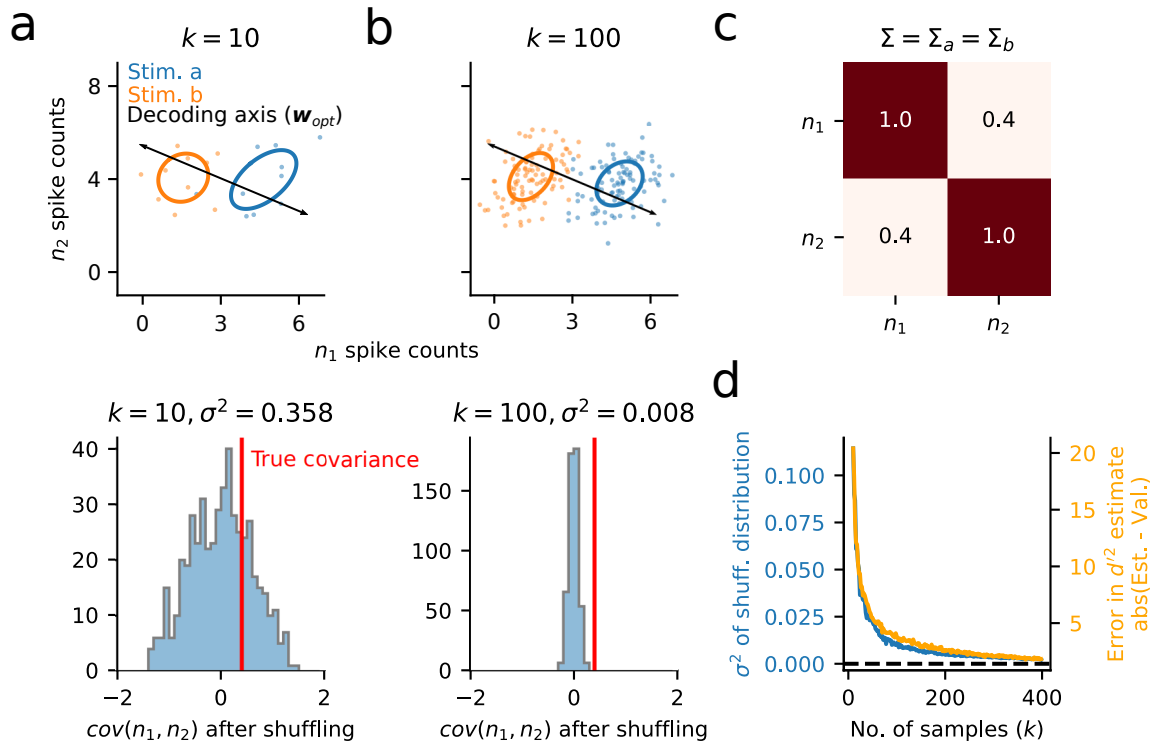 a
k = 10
Stim. a
Stim. b
Decoding axis (w_opt)
8
4
0
n₂ spike counts
0 3 6
b
k = 100
0 3 6
n₁ spike counts
c
Σ = Σ_a = Σ_b
n₁
n₂
1.0 0.4
0.4 1.0
n₁ n₂
k = 10, σ² = 0.358
True covariance
40
30
20
10
0
−2 0 2
cov(n₁, n₂) after shuffling
k = 100, σ² = 0.008
150
100
50
0
−2 0 2
cov(n₁, n₂) after shuffling
d
σ² of shuff. distribution
0.100
0.075
0.050
0.025
0.000
20
15
10
5
Error in d′² estimate
abs(Est. - Val.)
0 200 400
No. of samples (k)